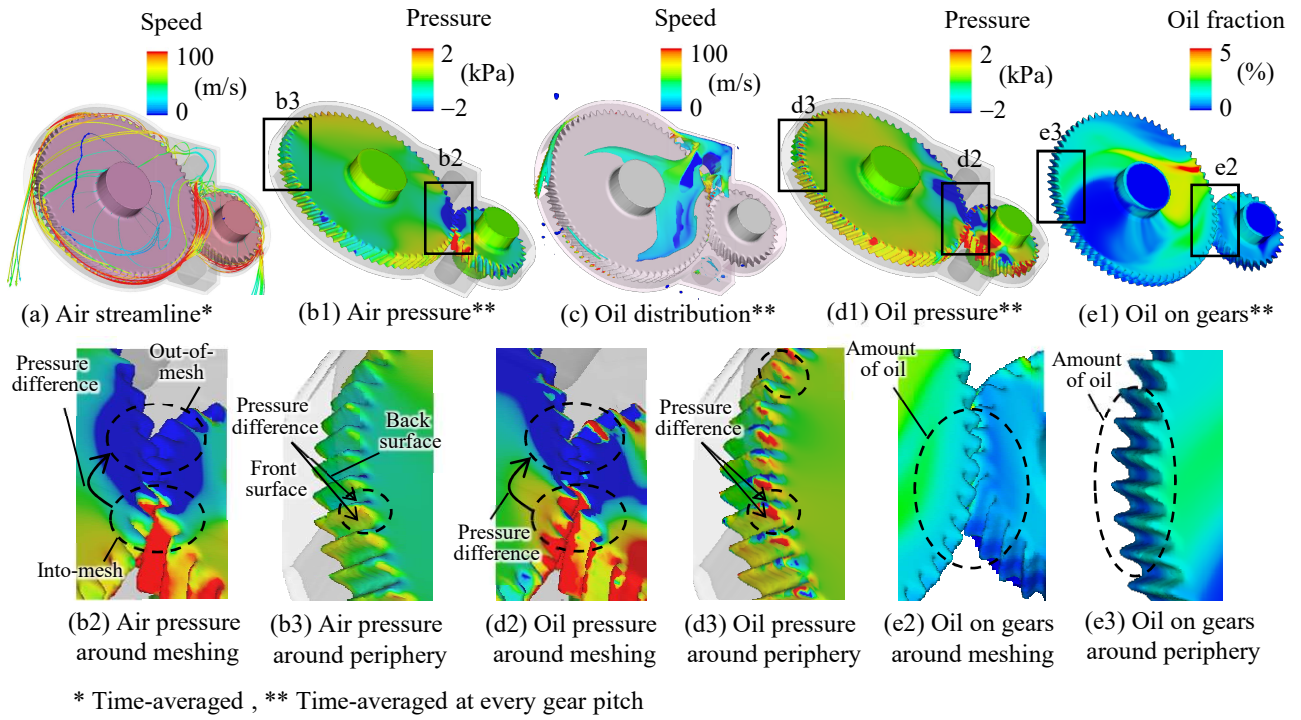 Speed
100
(m/s)
0
Pressure
2
(kPa)
−2
Speed
100
(m/s)
0
Pressure
2
(kPa)
−2
Oil fraction
5
(%)
0
b3
b2
d3
d2
e3
e2
(a) Air streamline*
(b1) Air pressure**
(c) Oil distribution**
(d1) Oil pressure**
(e1) Oil on gears**
Pressure
difference
Out-of-
mesh
Into-mesh
Pressure
difference
Back
surface
Front
surface
Pressure
difference
Pressure
difference
Amount
of oil
Amount
of oil
(b2) Air pressure
around meshing
(b3) Air pressure
around periphery
(d2) Oil pressure
around meshing
(d3) Oil pressure
around periphery
(e2) Oil on gears
around meshing
(e3) Oil on gears
around periphery
* Time-averaged , ** Time-averaged at every gear pitch